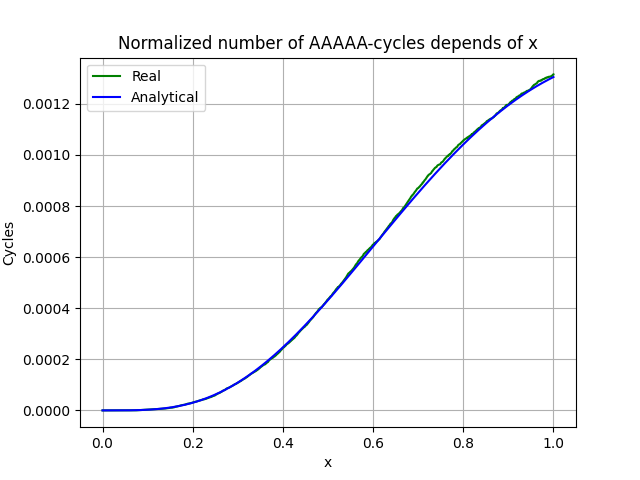 Normalized number of AAAAA-cycles depends of x
Real
Analytical
0.0012
0.0010
0.0008
0.0006
0.0004
0.0002
0.0000
Cycles
0.0
0.2
0.4
0.6
0.8
1.0
x